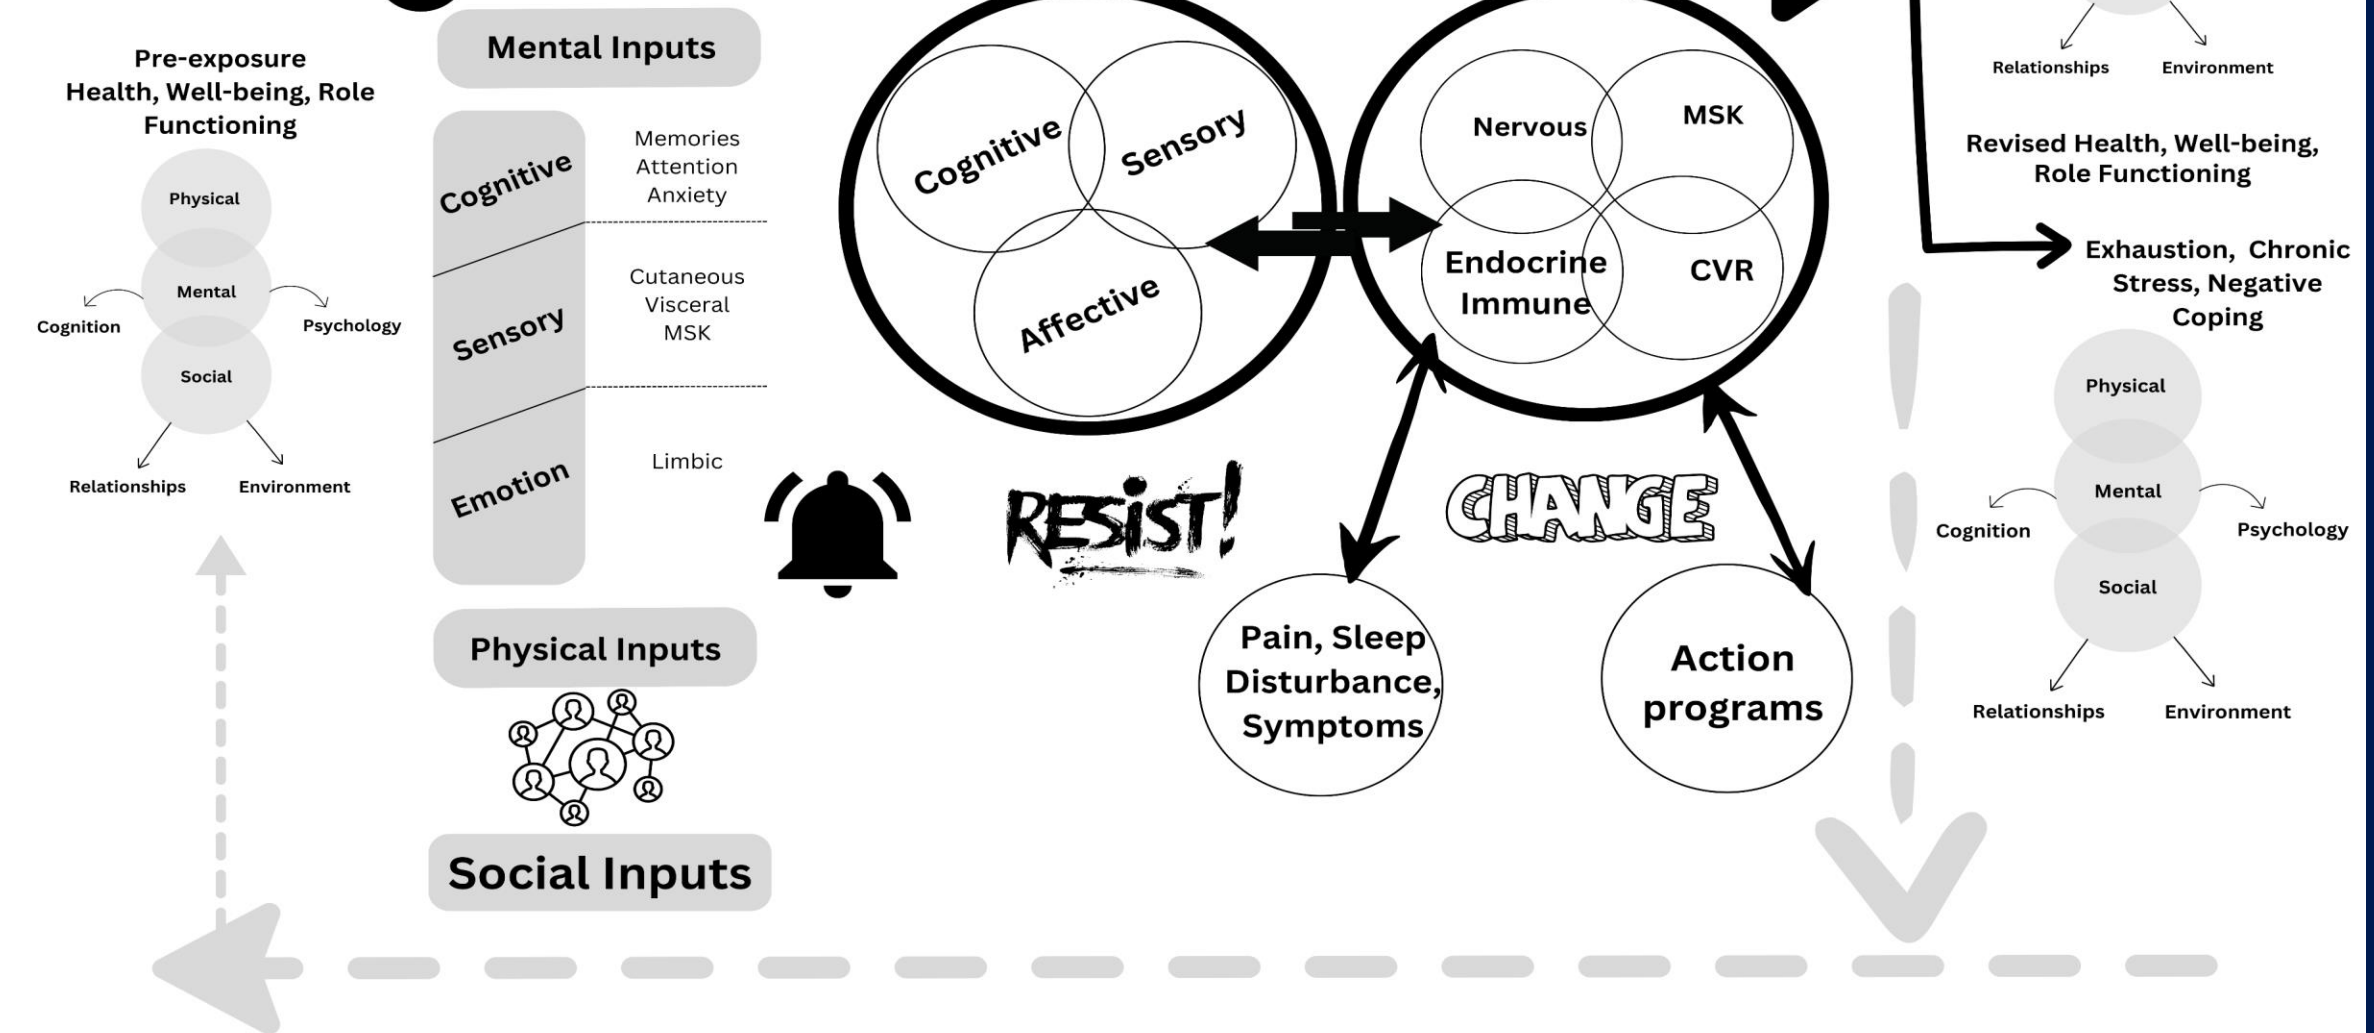 Pre-exposure
Health, Well-being, Role
Functioning
Physical
Mental
Cognition
Psychology
Social
Relationships
Environment
Mental Inputs
Cognitive
Memories
Attention
Anxiety
Sensory
Cutaneous
Visceral
MSK
Emotion
Limbic
Physical Inputs
Social Inputs
Cognitive
Sensory
Affective
RESiST!
Nervous
MSK
Endocrine
Immune
CVR
CHANGE
Pain, Sleep
Disturbance,
Symptoms
Action
programs
Relationships
Environment
Revised Health, Well-being,
Role Functioning
Exhaustion, Chronic
Stress, Negative
Coping
Physical
Mental
Cognition
Psychology
Social
Relationships
Environment